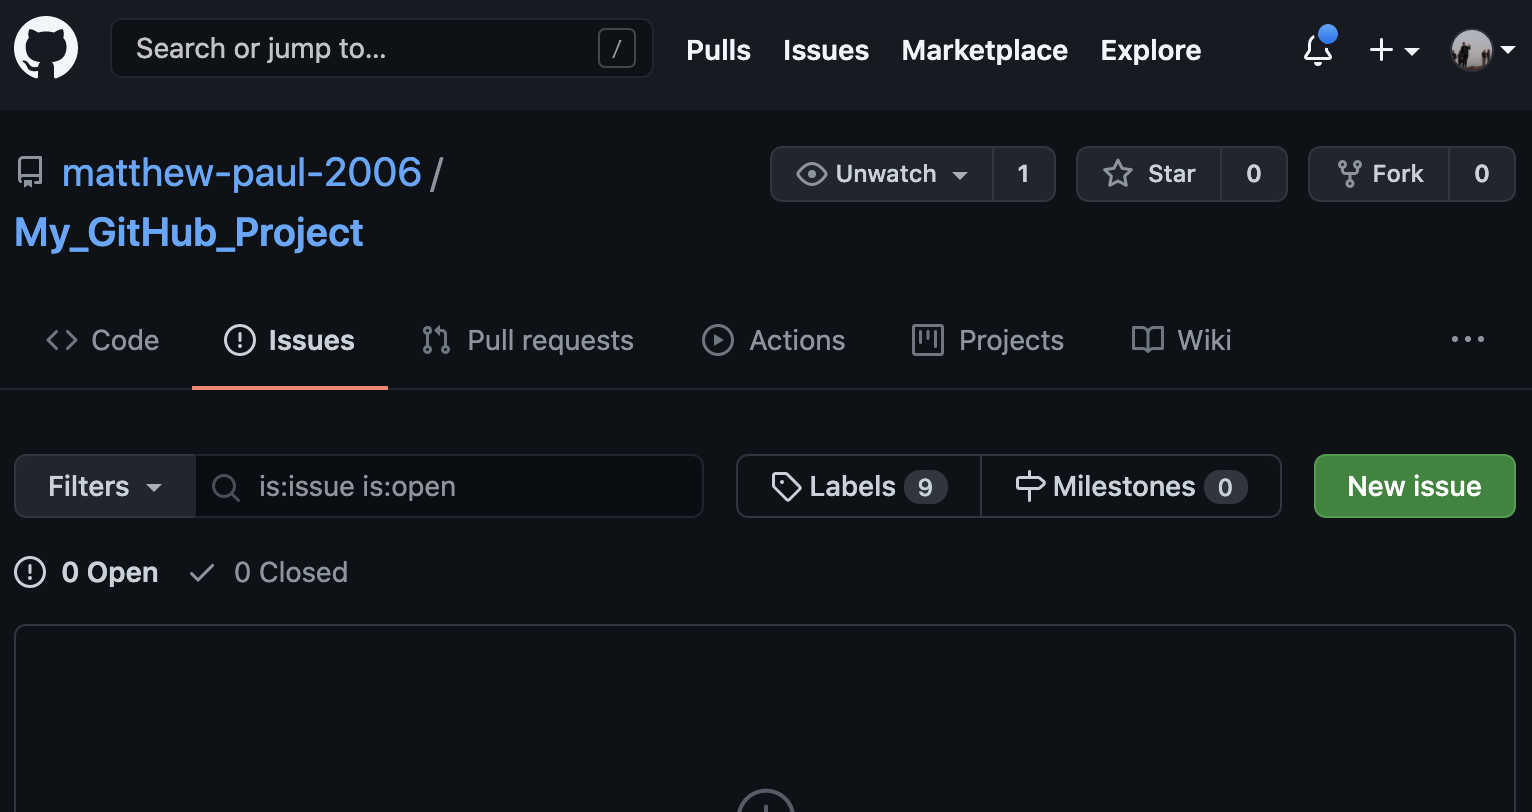 Search or jump to... /
Pulls Issues Marketplace Explore
matthew-paul-2006 /
My_GitHub_Project
Unwatch 1 Star 0 Fork 0
Code Issues Pull requests Actions Projects Wiki
Filters is:issue is:open Labels 9 Milestones 0 New issue
0 Open 0 Closed